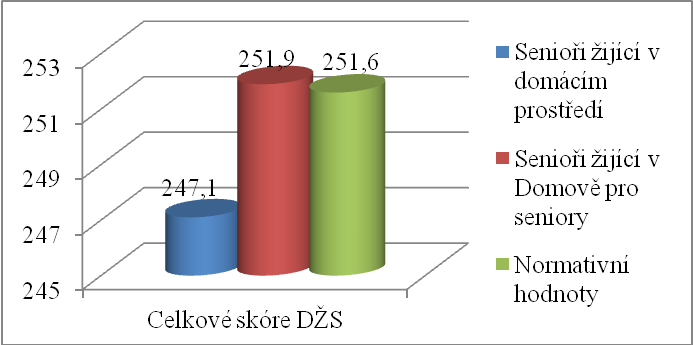 253
251
249
247
245
247,1
251,9
251,6
Celkové skóre DŽS
Senioři žijící v
domácím
prostředí
Senioři žijící v
Domově pro
seniory
Normativní
hodnoty